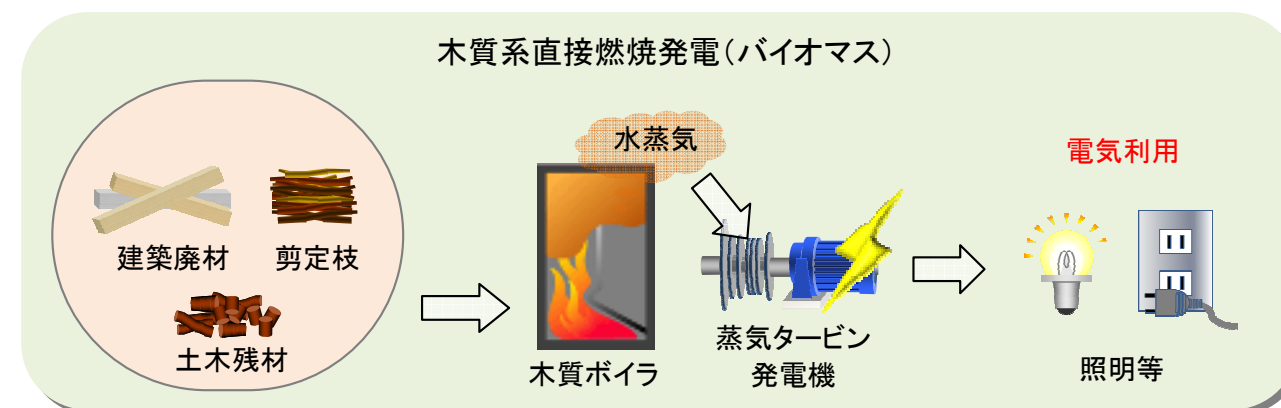 木質系直接燃焼発電（バイオマス）
建築廃材
剪定枝
土木残材
水蒸気
木質ボイラ
蒸気タービン
発電機
電気利用
照明等